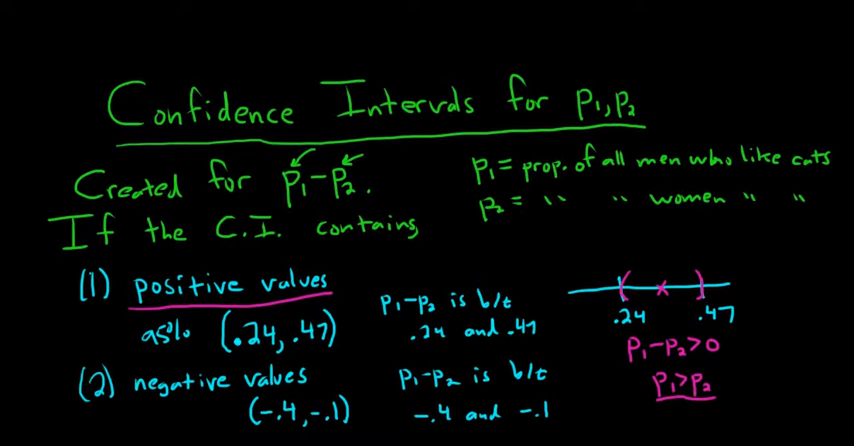 Confidence Intervals for p₁, p₂
Created for p₁-p₂.
If the C.I. contains,
p₁ = prop. of all men who like cats
p₂ = " " women " "
(1) positive values
(.24, .47)
p₁-p₂ is b/t
.24 and .47
.24 .47
p₁-p₂>0
p₁>p₂
(2) negative values
(-.4, -.1)
p₁-p₂ is b/t
-.4 and -.1